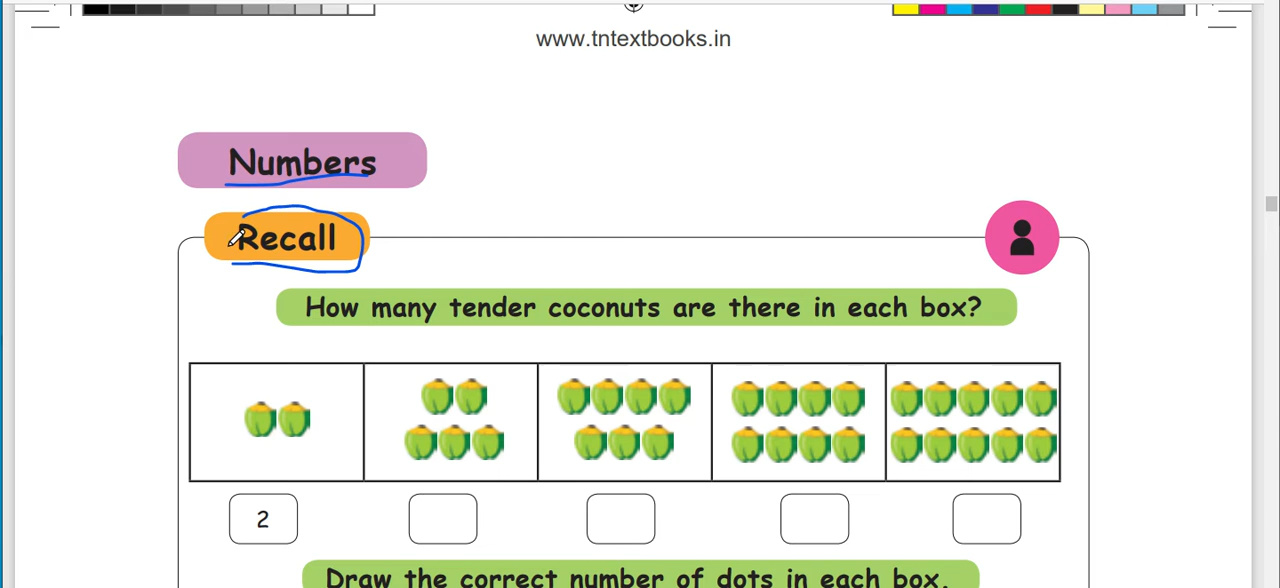 www.tntextbooks.in
Numbers
Recall
How many tender coconuts are there in each box?
2
Draw the correct number of dots in each box.